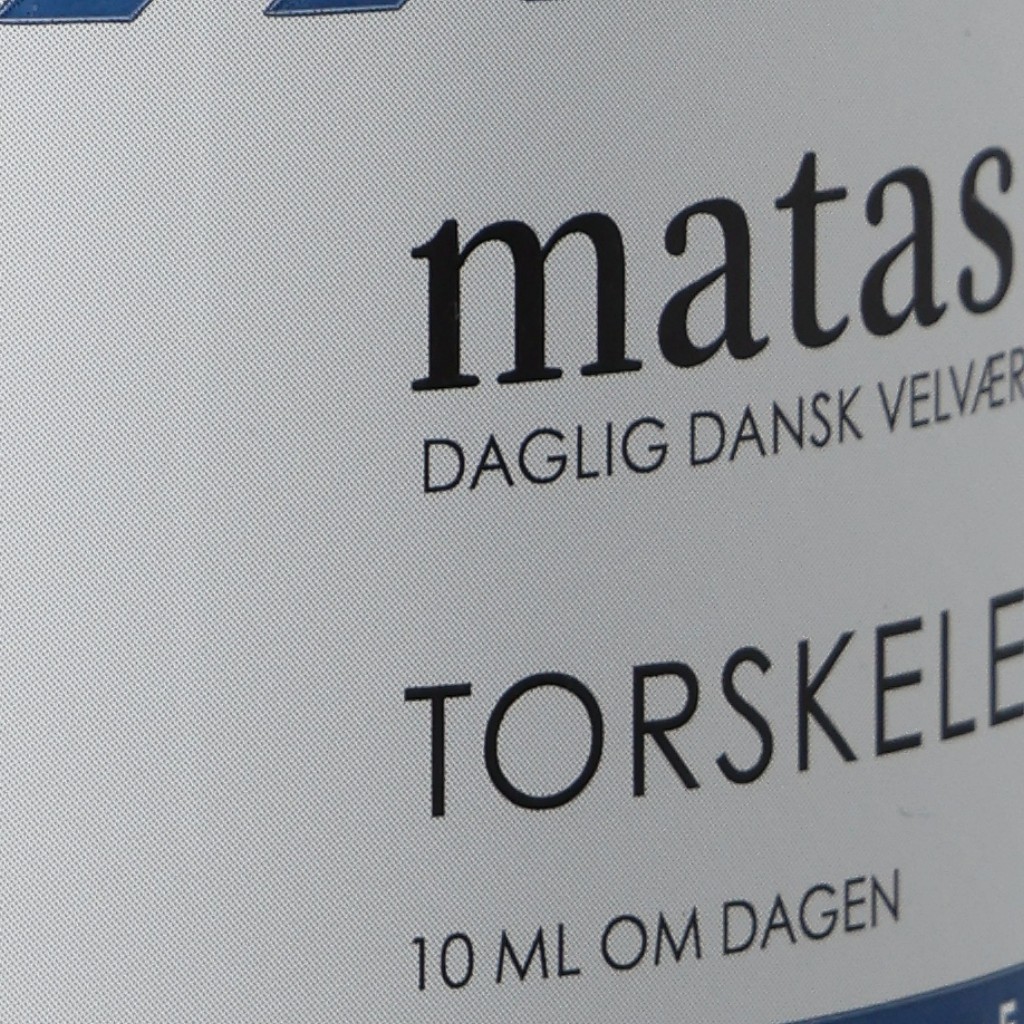 matas
DAGLIG DANSK VELVÆR
TORSKELE
10 ML OM DAGEN